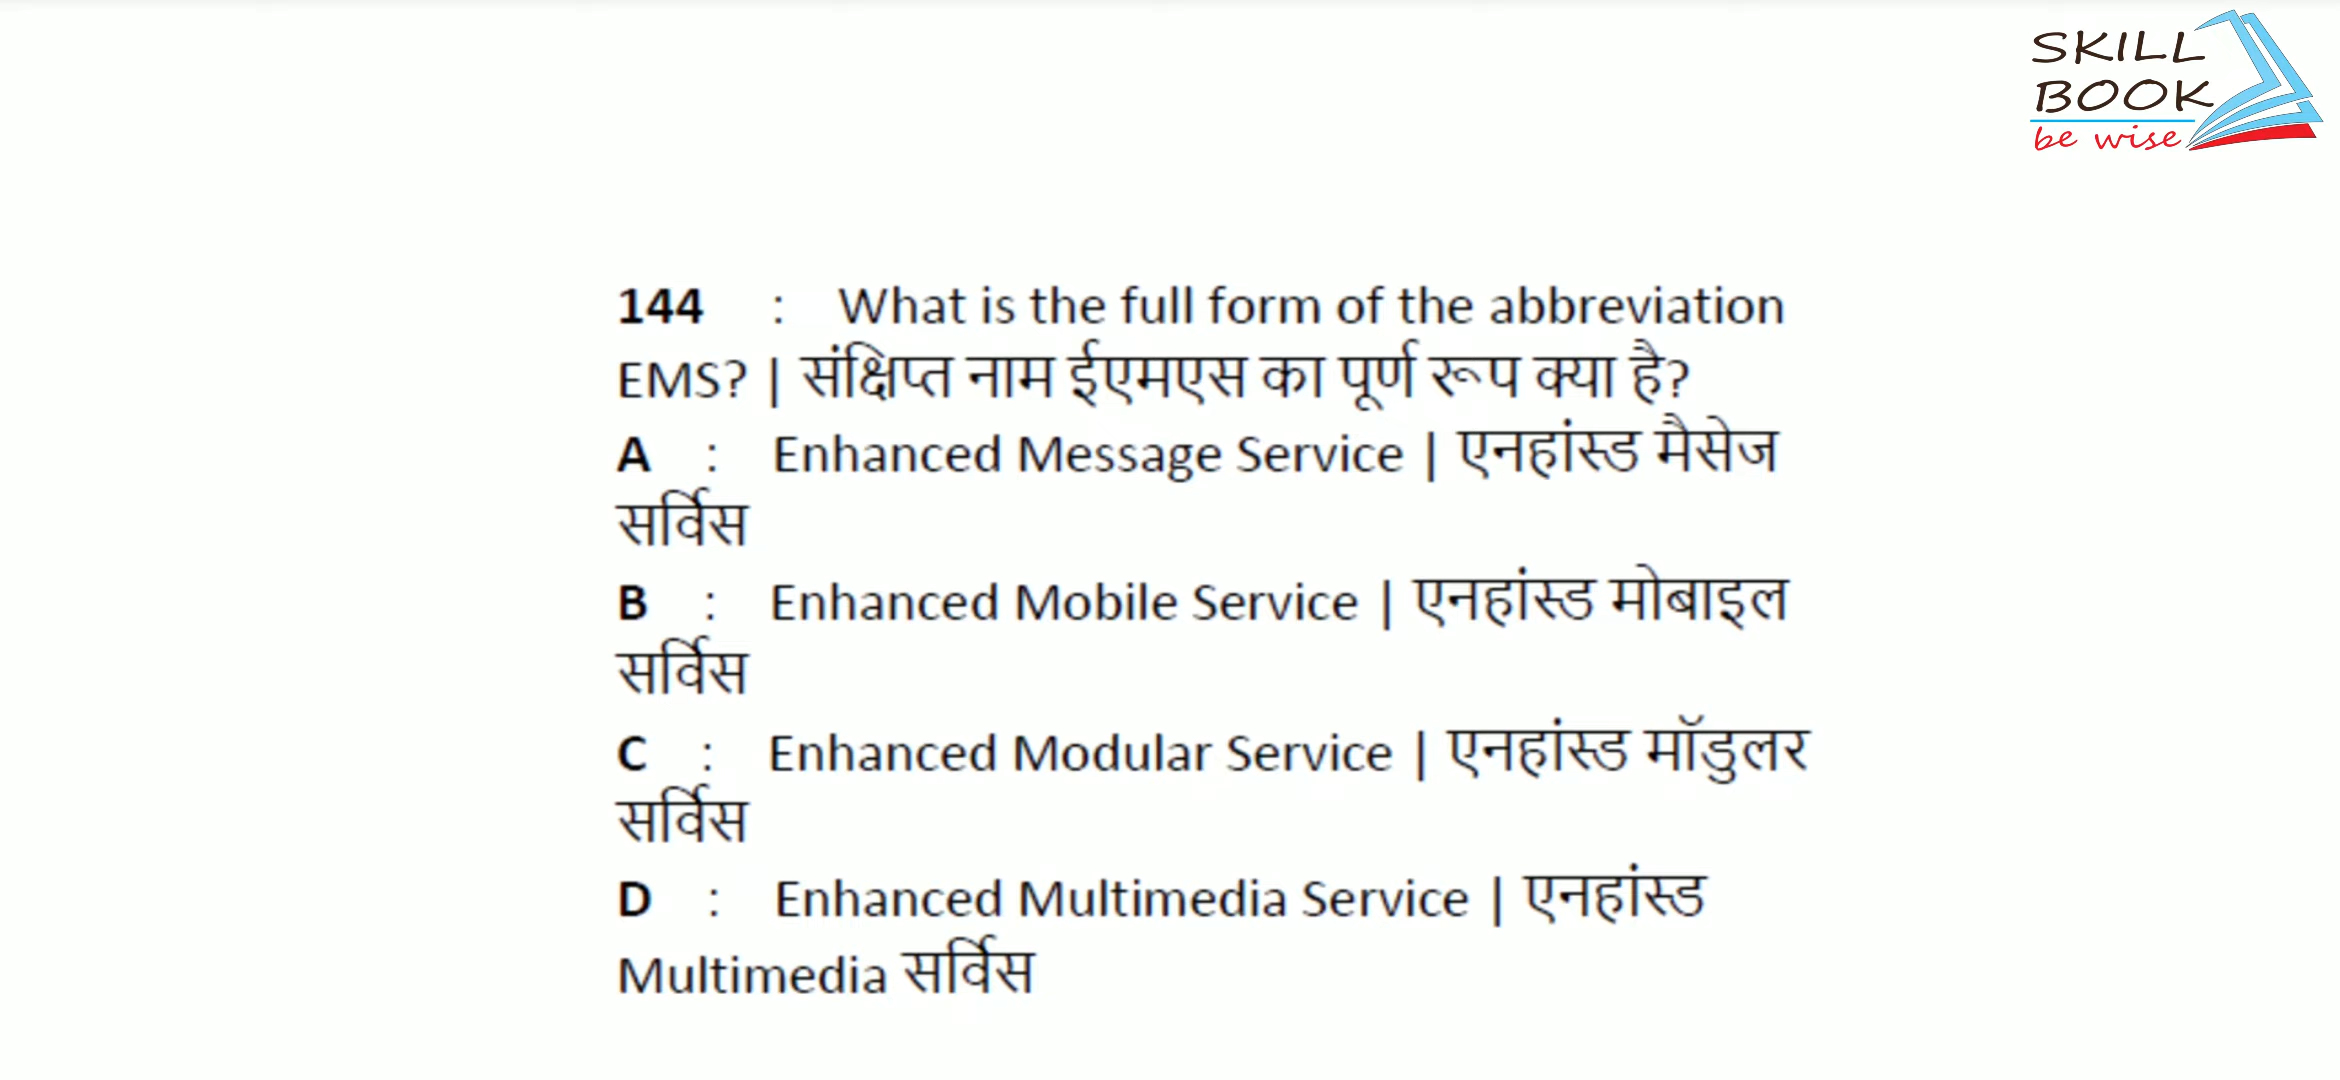 SKILL
BOOK
be wise
144 : What is the full form of the abbreviation
EMS? | संक्षिप्त नाम ईएमएस का पूर्ण रूप क्या है?
A : Enhanced Message Service | एनहांस्ड मैसेज
सर्विस
B : Enhanced Mobile Service | एनहांस्ड मोबाइल
सर्विस
C : Enhanced Modular Service | एनहांस्ड मॉडुलर
सर्विस
D : Enhanced Multimedia Service | एनहांस्ड
Multimedia सर्विस